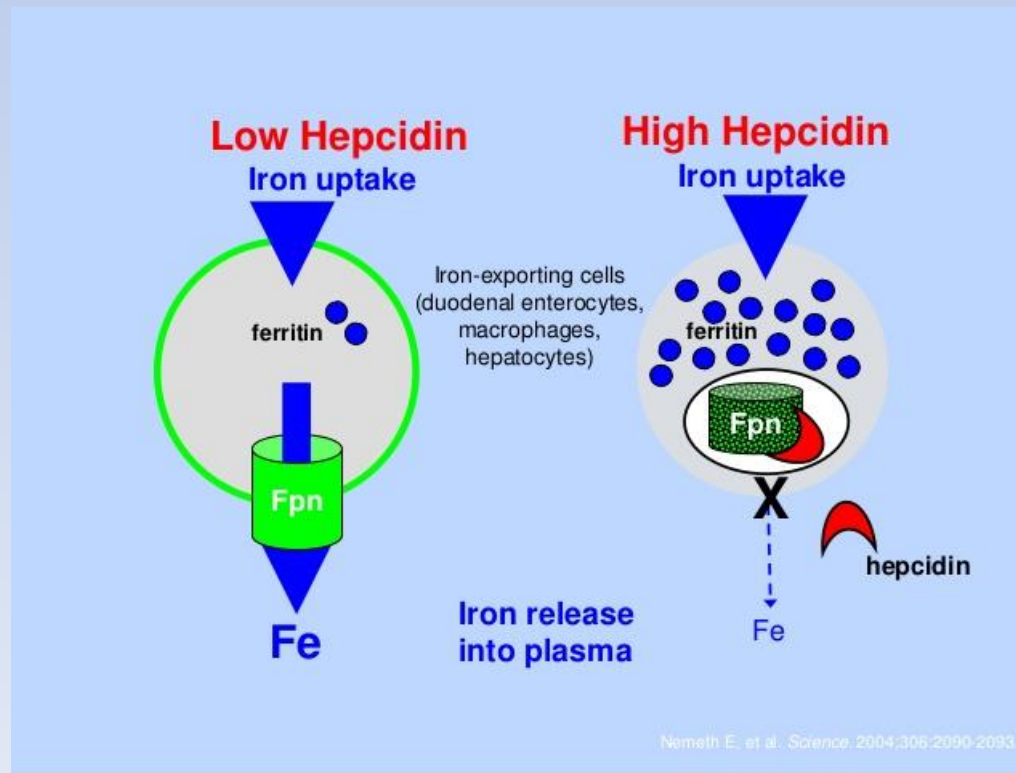 Low Hepcidin
Iron uptake
ferritin
Fpn
Fe
Iron-exporting cells
(duodenal enterocytes,
macrophages,
hepatocytes)
Iron release
into plasma
High Hepcidin
Iron uptake
ferritin
Fpn
X
hepcidin
Fe
Nemeth E, et al. Science. 2004;306:2090-2093.